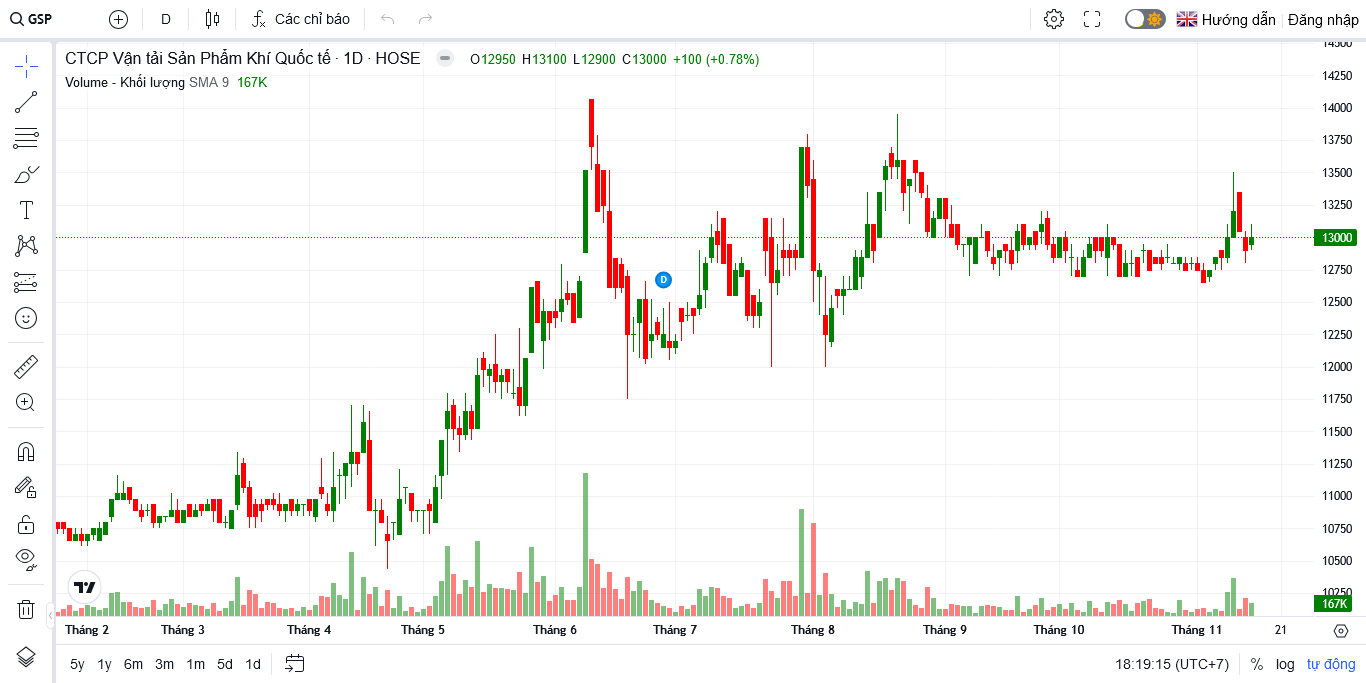 GSP D Các chỉ báo Hướng dẫn Đăng nhập
CTCP Vận tải Sản Phẩm Khí Quốc tế · 1D · HOSE O12950 H13100 L12900 C13000 +100 (+0.78%)
Volume - Khối lượng SMA 9 167K
14500
14250
14000
13750
13500
13250
13000
12750
12500
12250
12000
11750
11500
11250
11000
10750
10500
10250
167K
D
Tháng 2 Tháng 3 Tháng 4 Tháng 5 Tháng 6 Tháng 7 Tháng 8 Tháng 9 Tháng 10 Tháng 11 21
5y 1y 6m 3m 1m 5d 1d 18:19:15 (UTC+7) % log tự động